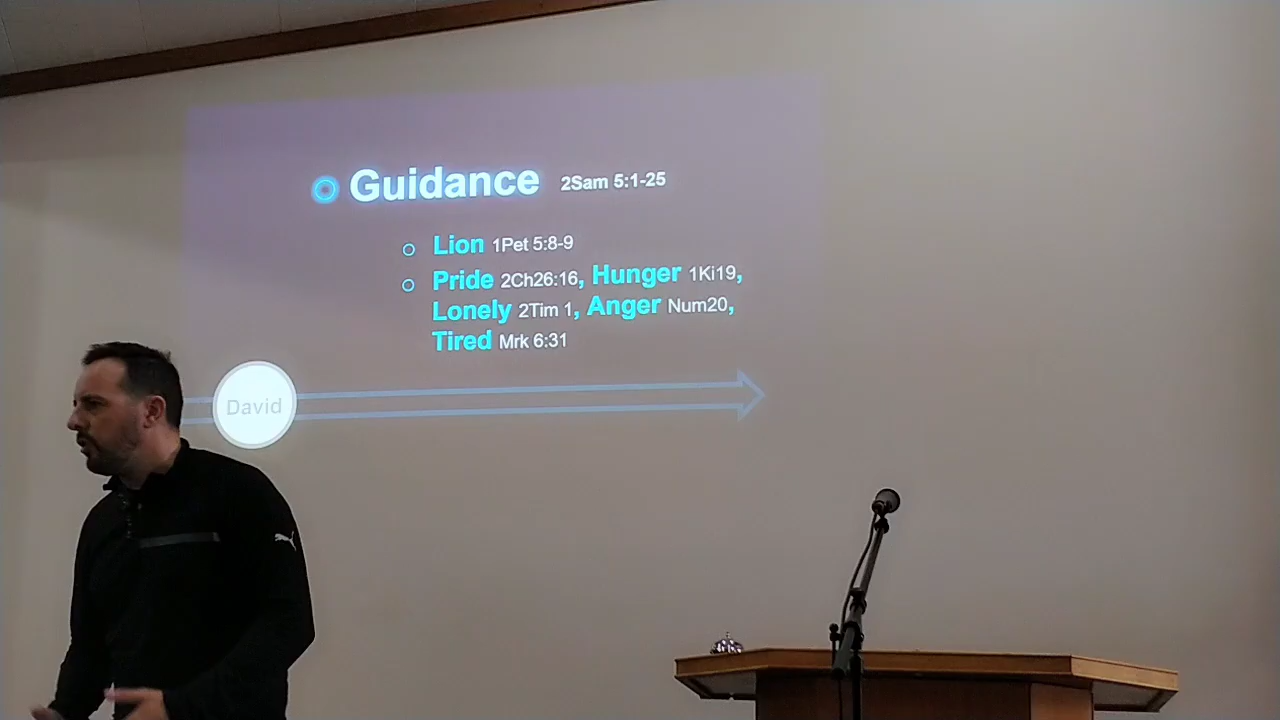 Guidance 2Sam 5:1-25
Lion 1Pet 5:8-9
Pride 2Ch26:16, Hunger 1Ki19,
Lonely 2Tim 1, Anger Num20,
Tired Mrk 6:31
David